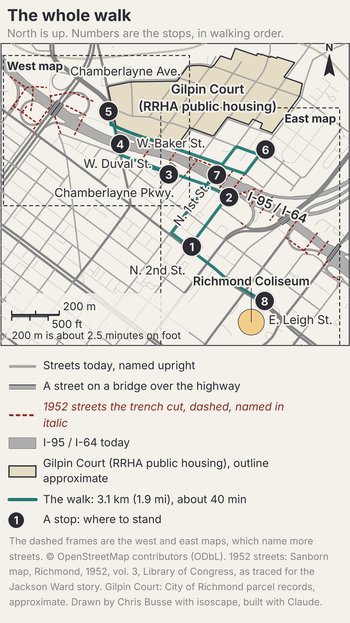 The whole walk
North is up. Numbers are the stops, in walking order.
N
West map
Chamberlayne Ave.
Gilpin Court
(RRHA public housing)
East map
5
4
W. Baker St.
6
W. Duval St.
3
7
Chamberlayne Pkwy.
2
I-95 / I-64
N. 1st St.
1
N. 2nd St.
Richmond Coliseum
8
E. Leigh St.
200 m
500 ft
200 m is about 2.5 minutes on foot
Streets today, named upright
A street on a bridge over the highway
1952 streets the trench cut, dashed, named in
italic
I-95 / I-64 today
Gilpin Court (RRHA public housing), outline
approximate
The walk: 3.1 km (1.9 mi), about 40 min
1
A stop: where to stand
The dashed frames are the west and east maps, which name more
streets. © OpenStreetMap contributors (ODbL). 1952 streets: Sanborn
map, Richmond, 1952, vol. 3, Library of Congress, as traced for the
Jackson Ward story. Gilpin Court: City of Richmond parcel records,
approximate. Drawn by Chris Busse with isoscape, built with Claude.